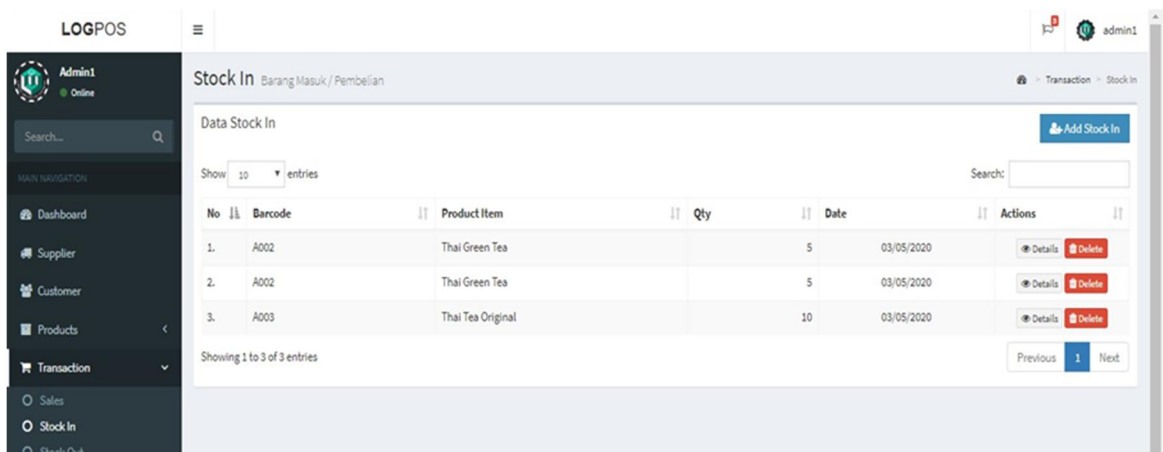 LOGPOS
admin1
Admin1
Online
Search...
MAIN NAVIGATION
Dashboard
Supplier
Customer
Products
Transaction
Sales
Stock In
Stock Out
Stock In Barang Masuk / Pembelian
Transaction > Stock In
Data Stock In
Add Stock In
Show 10 entries
Search:
No Barcode Product Item Qty Date Actions
1. A002 Thai Green Tea 5 03/05/2020 Details Delete
2. A002 Thai Green Tea 5 03/05/2020 Details Delete
3. A003 Thai Tea Original 10 03/05/2020 Details Delete
Showing 1 to 3 of 3 entries
Previous 1 Next